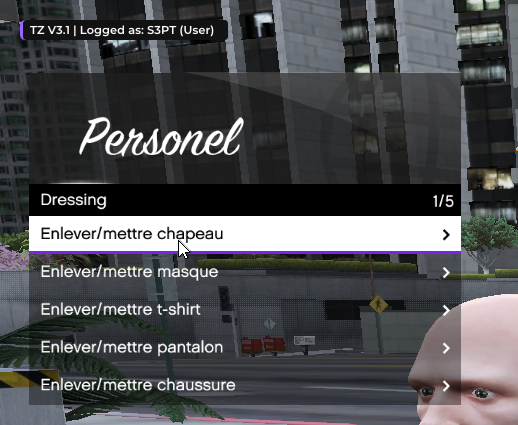 TZ V3.1 | Logged as: S3PT (User)
Personel
Dressing 1/5
Enlever/mettre chapeau
Enlever/mettre masque
Enlever/mettre t-shirt
Enlever/mettre pantalon
Enlever/mettre chaussure